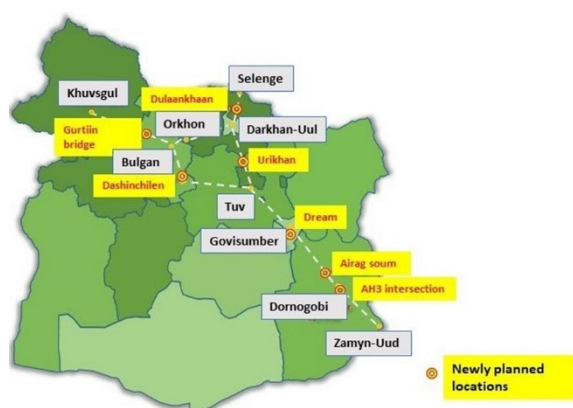 Selenge
Khuvsgul
Dulaankhaan
Orkhon
Darkhan-Uul
Gurtiin
bridge
Bulgan
Urikhan
Dashinchilen
Tuv
Dream
Govisumber
Airag soum
AH3 intersection
Dornogobi
Zamyn-Uud
Newly planned
locations